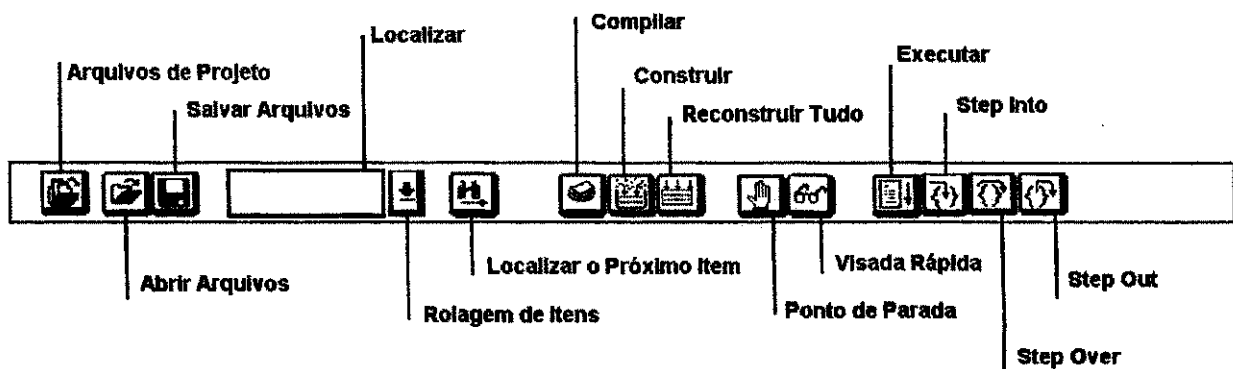 Compilar
Localizar
Executar
Arquivos de Projeto
Construir
Salvar Arquivos
Reconstruir Tudo
Step Into
Localizar o Próximo Item
Visada Rápida
Abrir Arquivos
Step Out
Rolagem de Itens
Ponto de Parada
Step Over